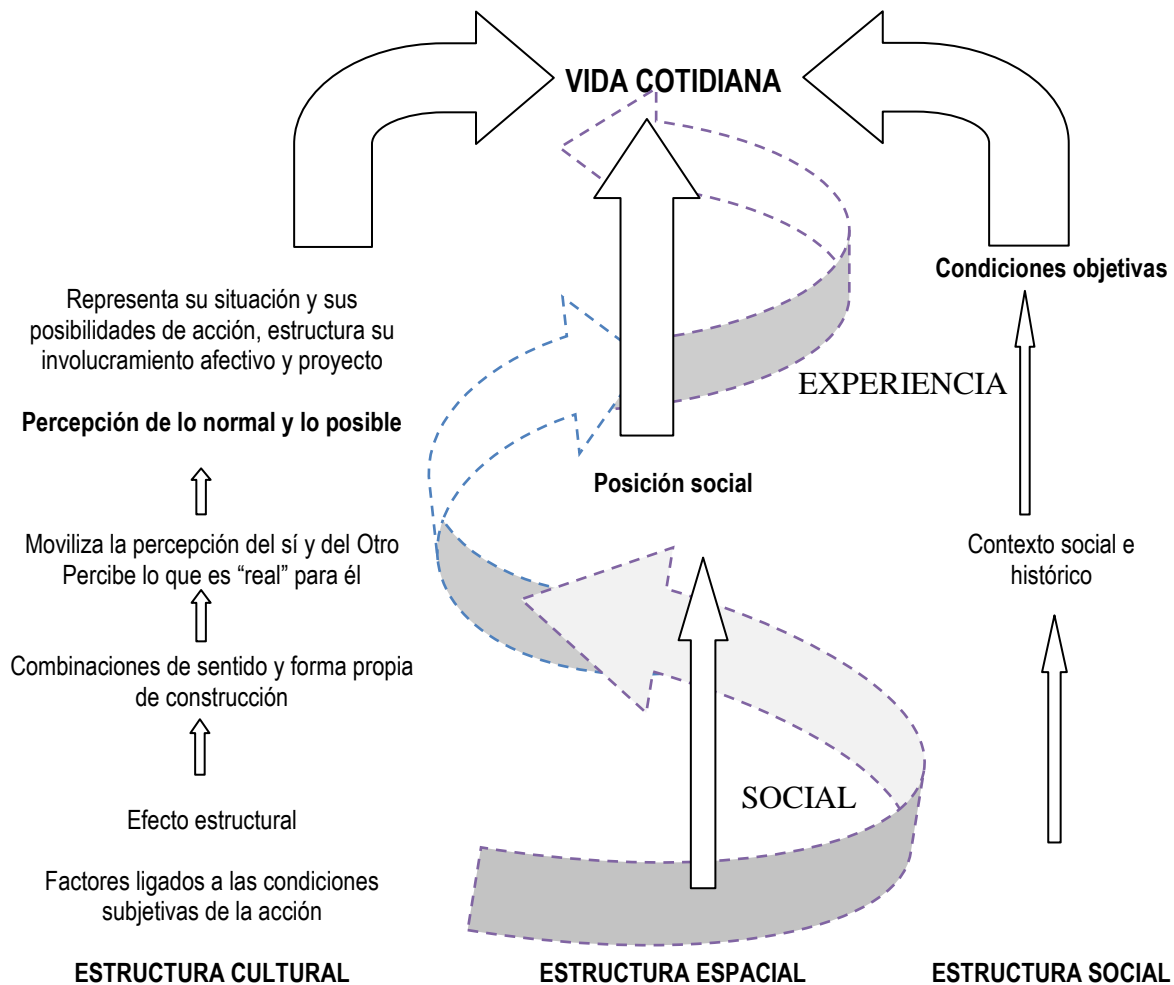 VIDA COTIDIANA
Condiciones objetivas
Representa su situación y sus
posibilidades de acción, estructura su
involucramiento afectivo y proyecto
EXPERIENCIA
Percepción de lo normal y lo posible
Posición social
Moviliza la percepción del sí y del Otro
Percibe lo que es “real” para él
Contexto social e
histórico
Combinaciones de sentido y forma propia
de construcción
SOCIAL
Efecto estructural
Factores ligados a las condiciones
subjetivas de la acción
ESTRUCTURA CULTURAL
ESTRUCTURA ESPACIAL
ESTRUCTURA SOCIAL